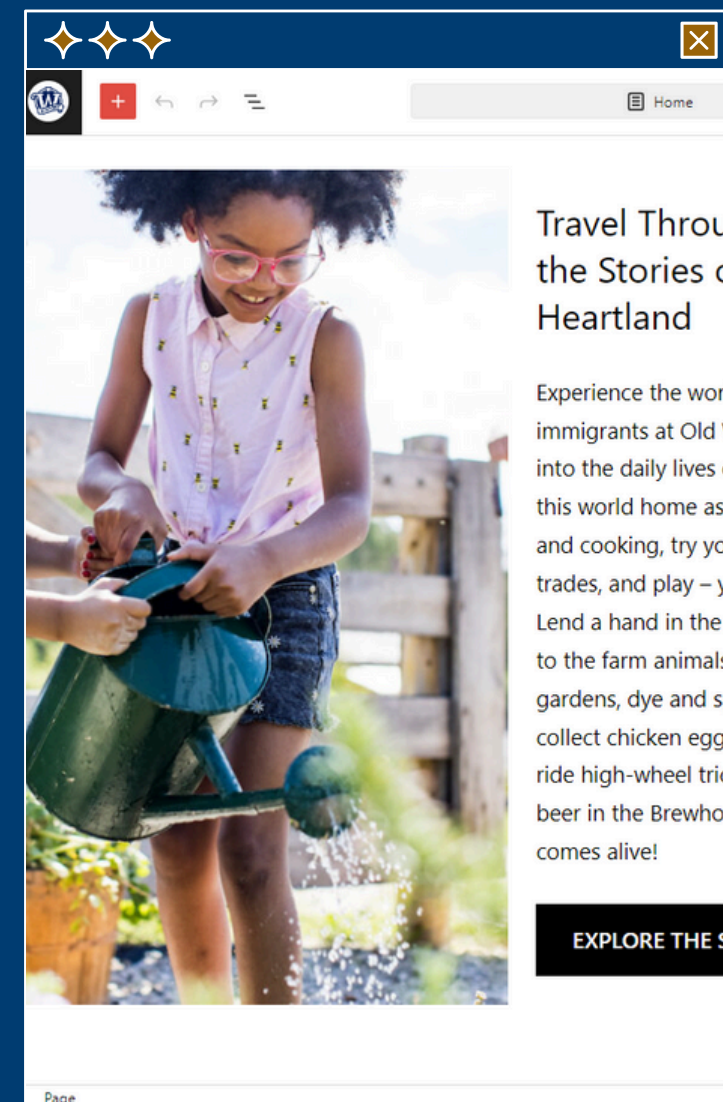 W
Home
Travel Throu
the Stories o
Heartland
Experience the wor
immigrants at Old
into the daily lives
this world home as
and cooking, try yo
trades, and play – y
Lend a hand in the
to the farm animals
gardens, dye and s
collect chicken egg
ride high-wheel tric
beer in the Brewho
comes alive!
EXPLORE THE S
Page